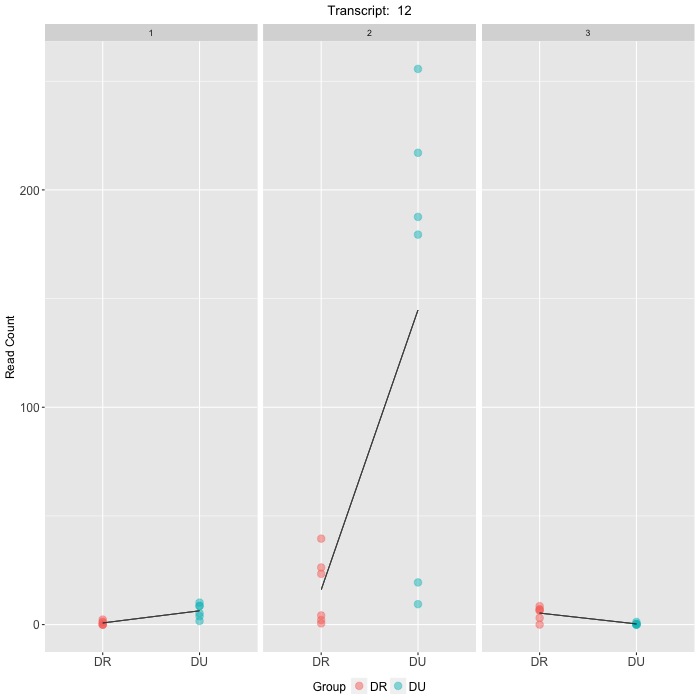 Transcript: 12
1 2 3
Read Count
200
100
0
DR DU DR DU DR DU
Group DR DU